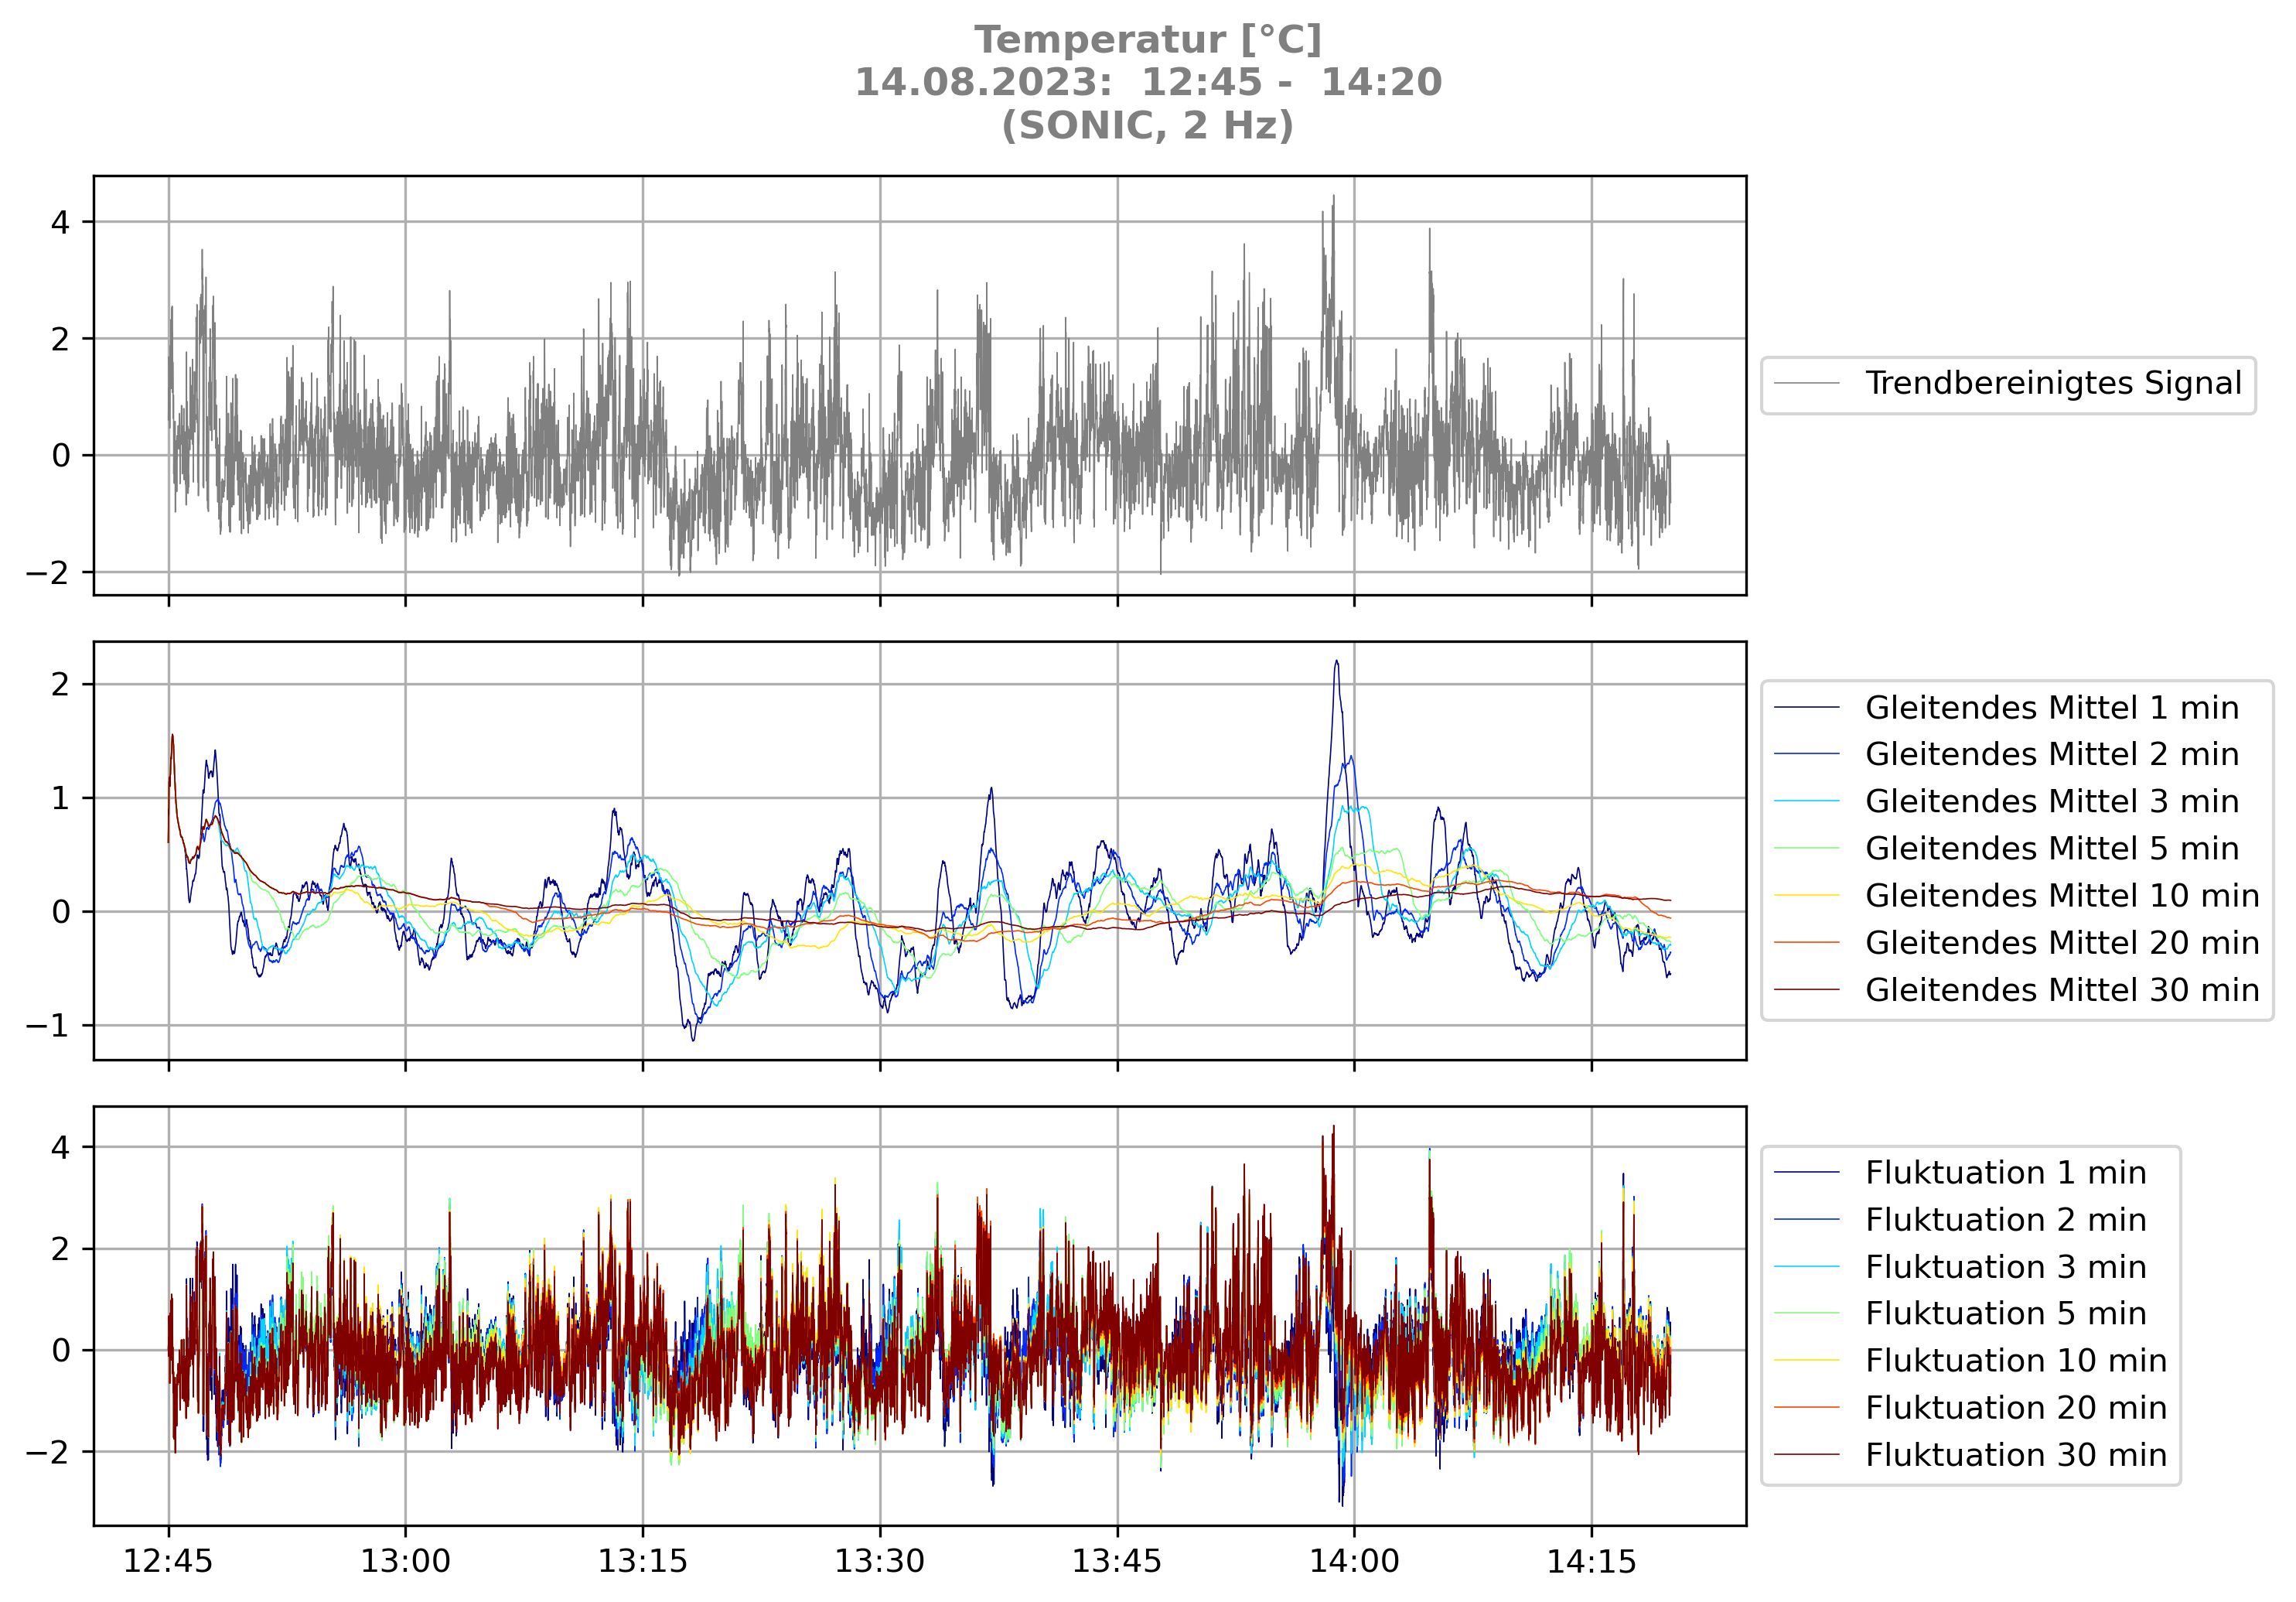 Temperatur [°C]
14.08.2023:  12:45 -  14:20
(SONIC, 2 Hz)
4
2
0
−2
Trendbereinigtes Signal
2
1
0
−1
Gleitendes Mittel 1 min
Gleitendes Mittel 2 min
Gleitendes Mittel 3 min
Gleitendes Mittel 5 min
Gleitendes Mittel 10 min
Gleitendes Mittel 20 min
Gleitendes Mittel 30 min
4
2
0
−2
Fluktuation 1 min
Fluktuation 2 min
Fluktuation 3 min
Fluktuation 5 min
Fluktuation 10 min
Fluktuation 20 min
Fluktuation 30 min
12:45 13:00 13:15 13:30 13:45 14:00 14:15